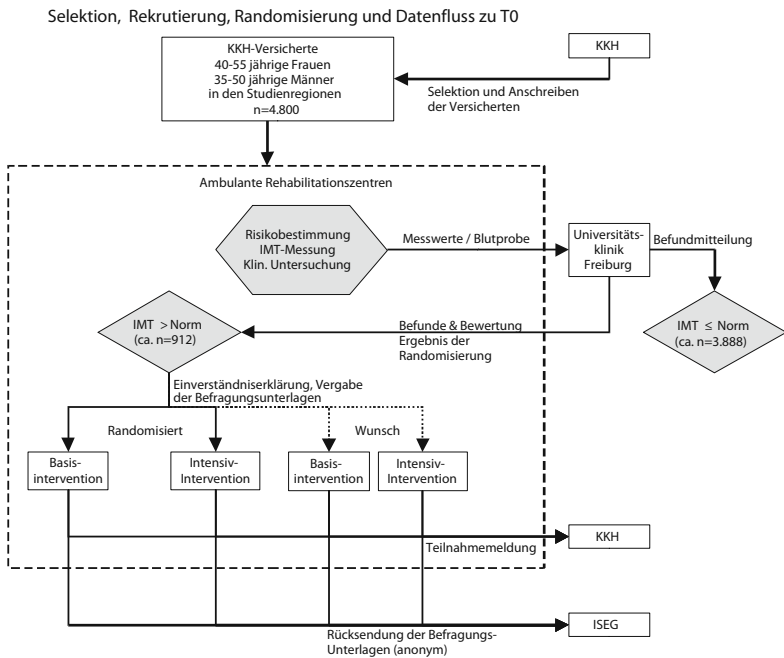 Selektion, Rekrutierung, Randomisierung und Datenfluss zu T0
KKH-Versicherte
40-55 jährige Frauen
35-50 jährige Männer
in den Studienregionen
n=4.800
KKH
Selektion und Anschreiben
der Versicherten
Ambulante Rehabilitationszentren
Risikobestimmung
IMT-Messung
Klin. Untersuchung
Messwerte / Blutprobe
Universitäts-
klinik
Freiburg
Befundmitteilung
IMT > Norm
(ca. n=912)
Befunde & Bewertung
Ergebnis der
Randomisierung
IMT ≤ Norm
(ca. n=3.888)
Einverständniserklärung, Vergabe
der Befragungsunterlagen
Randomisiert
Wunsch
Basis-
intervention
Intensiv-
Intervention
Basis-
intervention
Intensiv-
Intervention
Teilnahmemeldung
KKH
ISEG
Rücksendung der Befragungs-
Unterlagen (anonym)